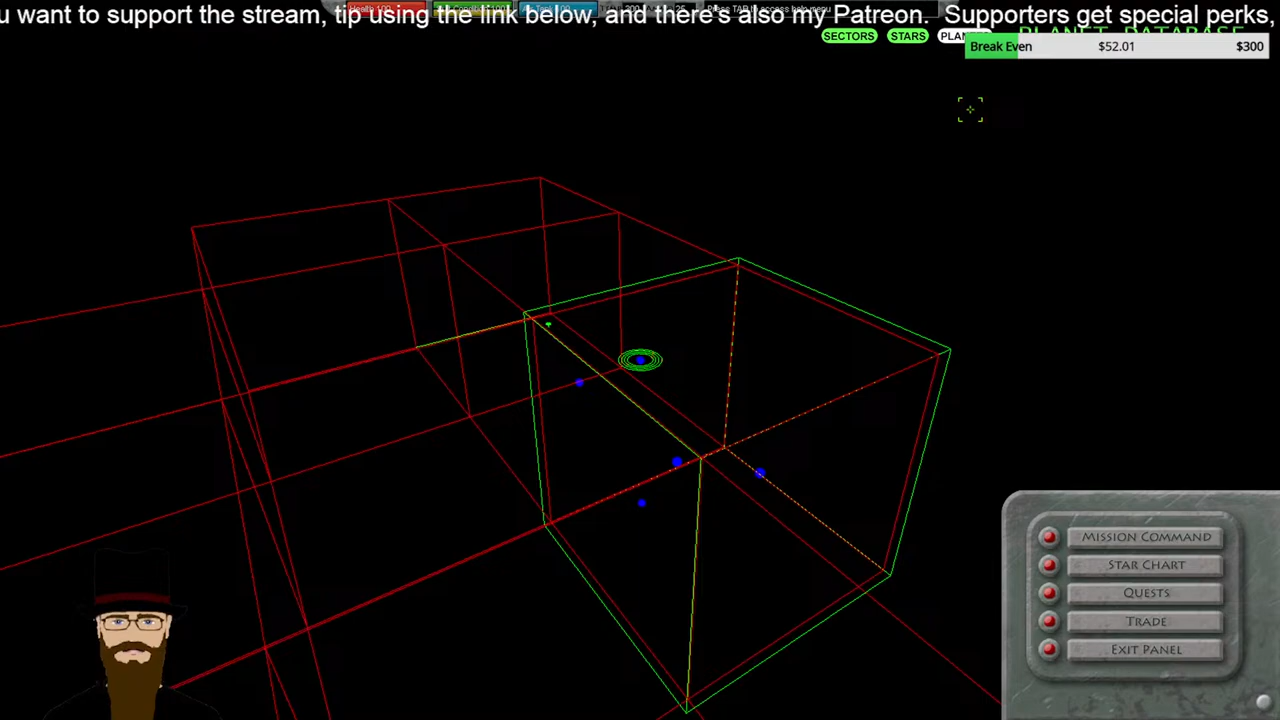 u want to support the stream, tip using the link below, and there's also my Patreon. Supporters get special perks,
SECTORS STARS
Break Even $52.01 $300
MISSION COMMAND
STAR CHART
QUESTS
TRADE
EXIT PANEL